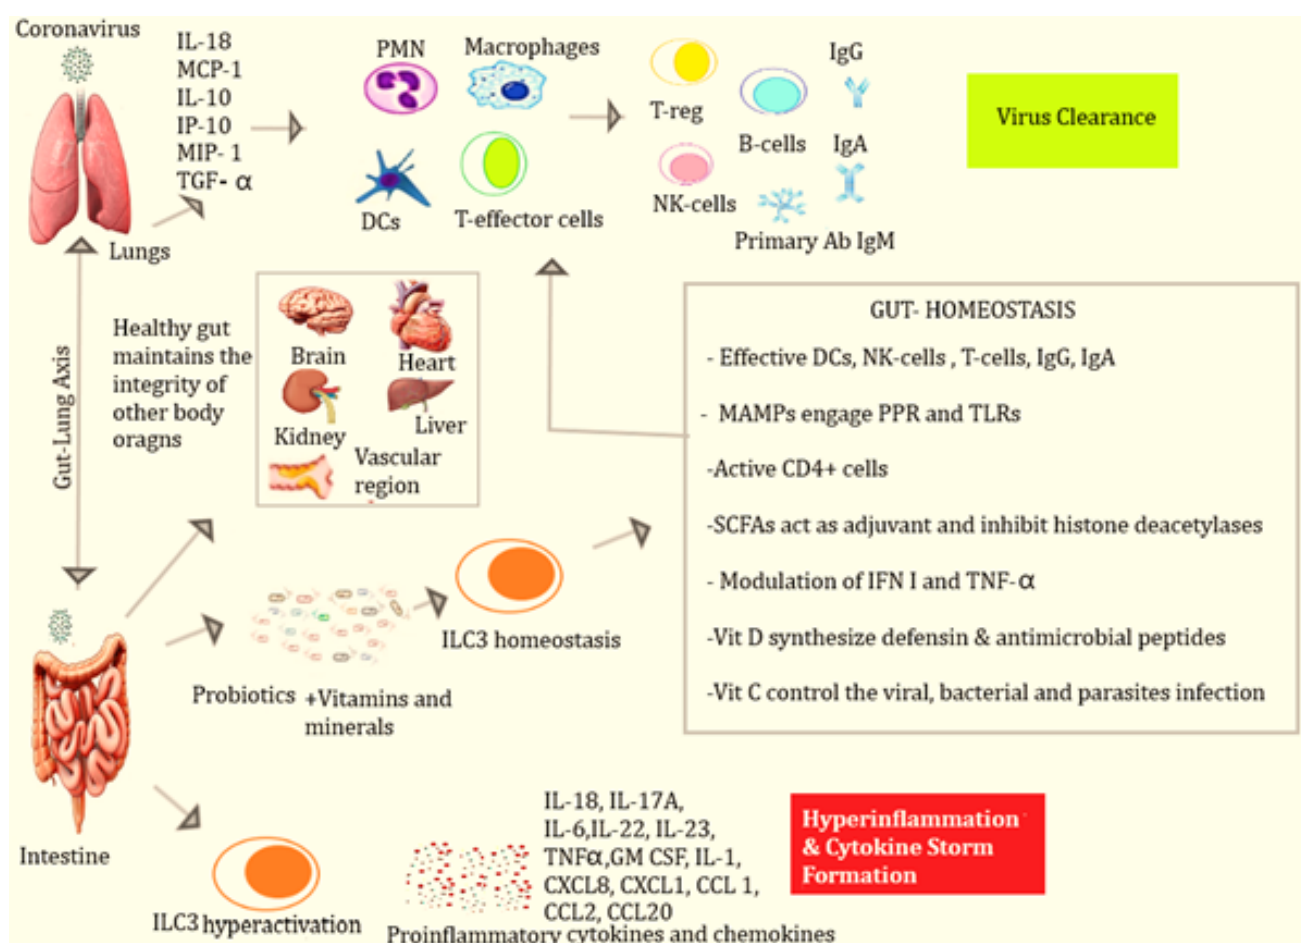 Coronavirus
IL-18
MCP-1
IL-10
IP-10
MIP- 1
TGF- α
Lungs
PMN
Macrophages
DCs
T-effector cells
T-reg
NK-cells
B-cells
IgG
IgA
Primary Ab IgM
Virus Clearance
Gut-Lung Axis
Healthy gut
maintains the
integrity of
other body
oragns
Brain
Heart
Kidney
Liver
Vascular
region
GUT- HOMEOSTASIS
- Effective DCs, NK-cells , T-cells, IgG, IgA
- MAMPs engage PPR and TLRs
-Active CD4+ cells
-SCFAs act as adjuvant and inhibit histone deacetylases
- Modulation of IFN I and TNF-α
-Vit D synthesize defensin & antimicrobial peptides
-Vit C control the viral, bacterial and parasites infection
Probiotics
+Vitamins and
minerals
ILC3 homeostasis
Intestine
ILC3 hyperactivation
IL-18, IL-17A,
IL-6,IL-22, IL-23,
TNFα,GM CSF, IL-1,
CXCL8, CXCL1, CCL 1,
CCL2, CCL20
Proinflammatory cytokines and chemokines
Hyperinflammation
& Cytokine Storm
Formation